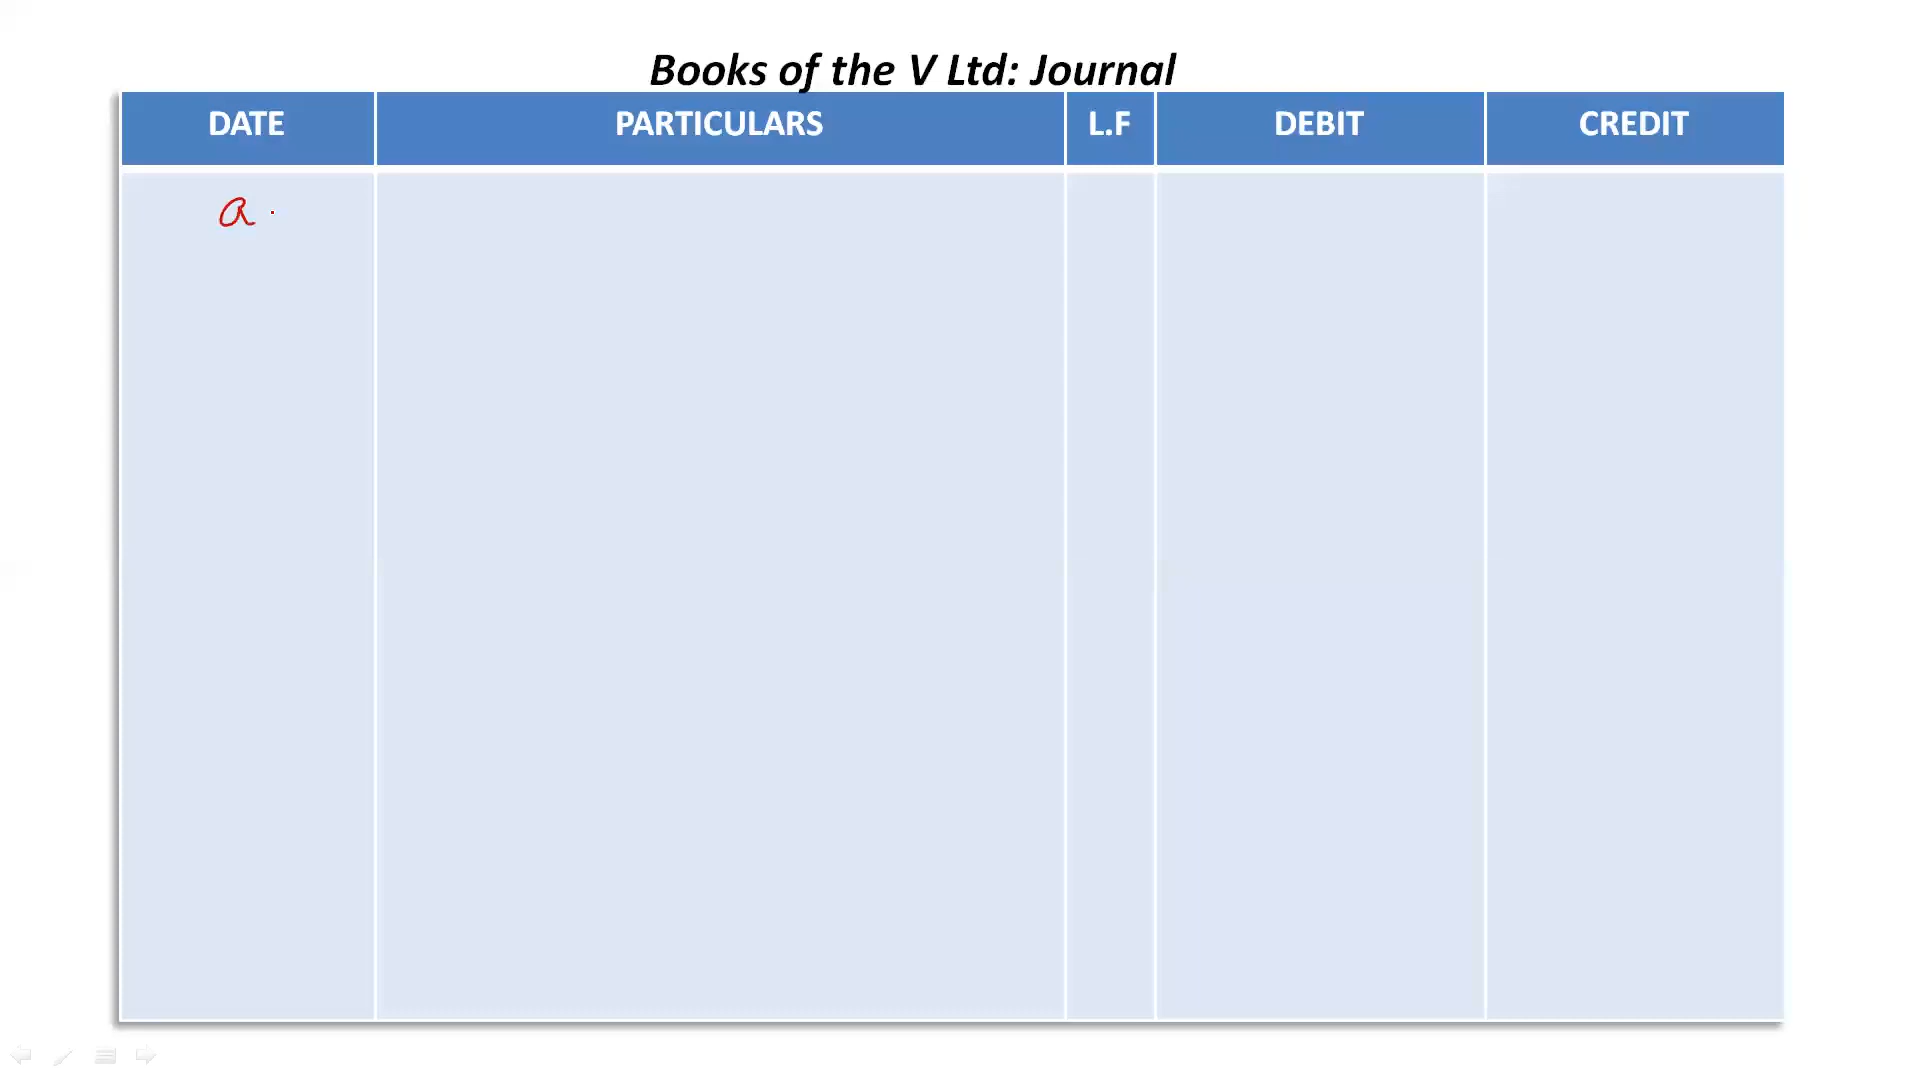 Books of the V Ltd: Journal
DATE PARTICULARS L.F DEBIT CREDIT
a .